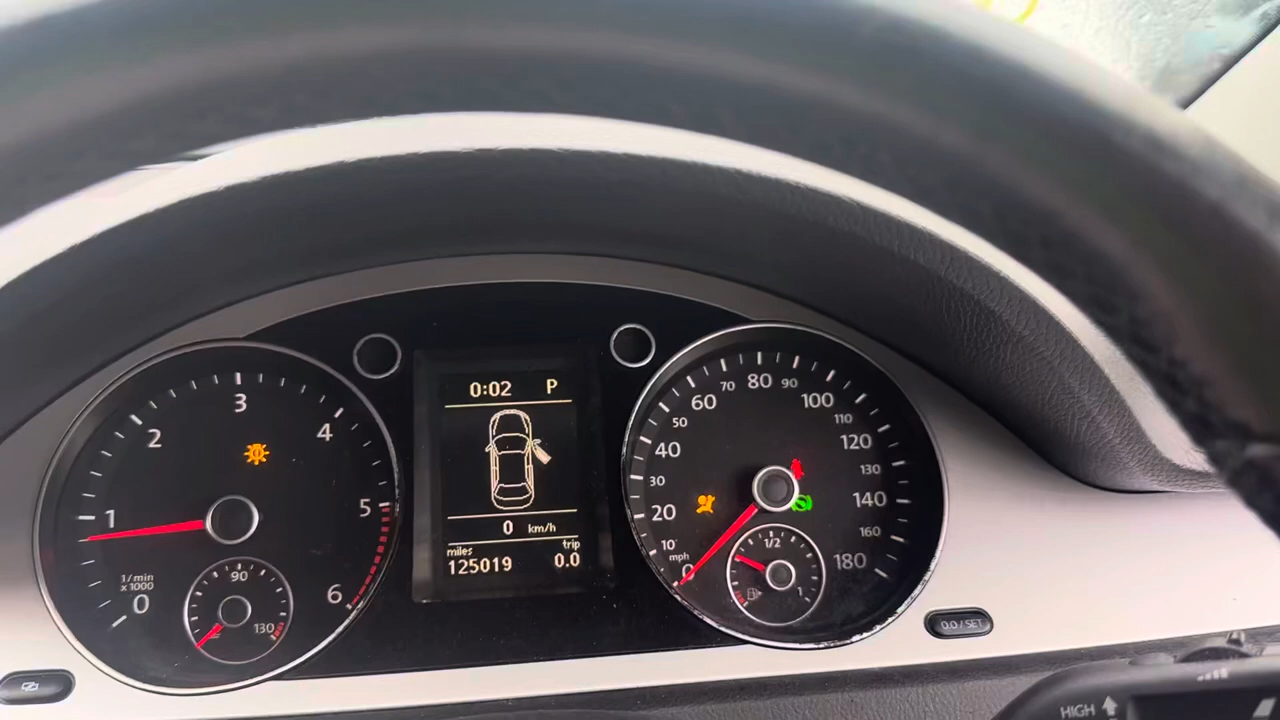 0:02 P
0 km/h
miles trip
125019 0.0
0 1 2 3 4 5 6
1/min
x 1000
90
130
0 10 20 30 40 50 60 70 80 90 100 110 120 130 140 160 180
mph
1/2
1
0.0 / SET
HIGH